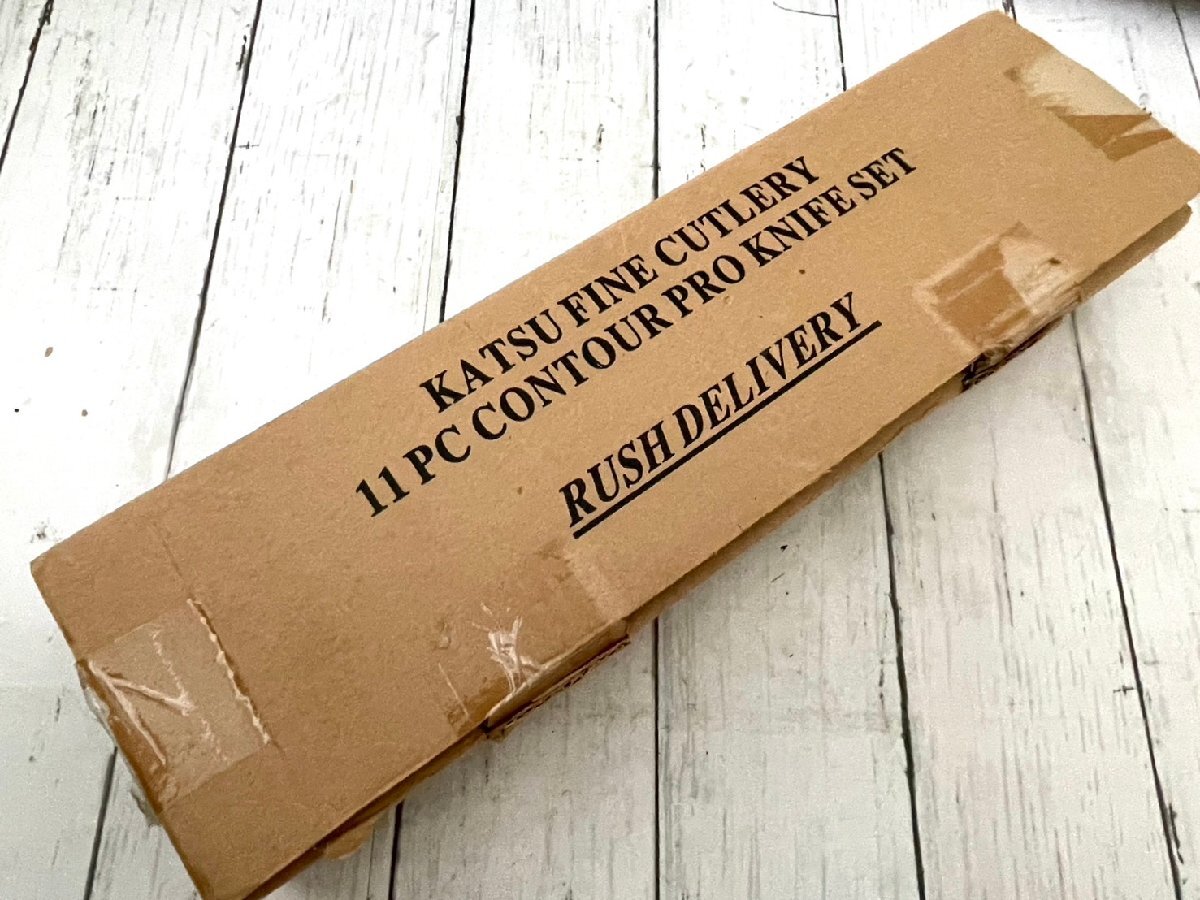 KATSU FINE CUTLERY
11 PC CONTOUR PRO KNIFE SET
RUSH DELIVERY